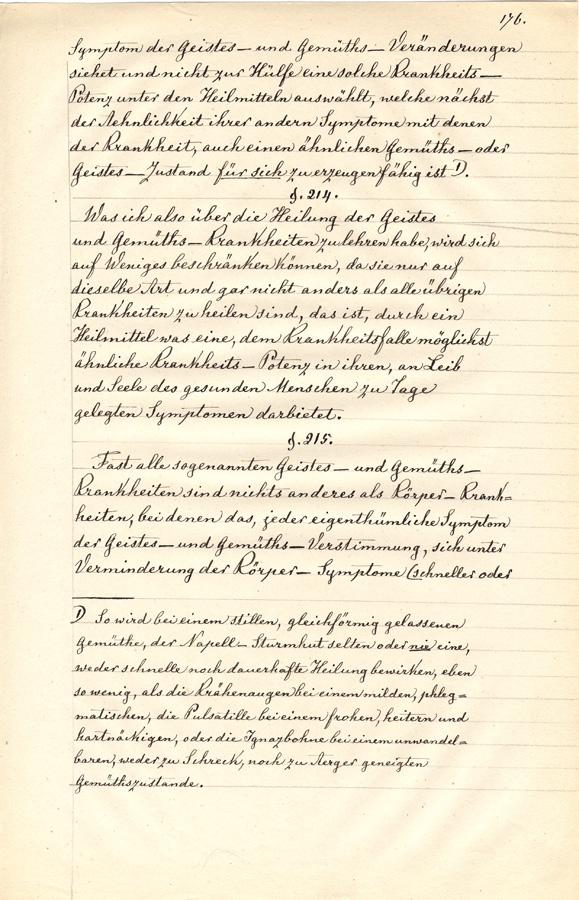 176.
Symptom der Geistes- und Gemüths- Veränderungen
siehet und nicht zur Hülfe eine solche Krankheits-
Potenz unter den Heilmitteln auswählt, welche nächst
der Aehnlichkeit ihrer andern Symptome mit denen
der Krankheit, auch einen ähnlichen Gemüths- oder
Geistes- Zustand für sich zu erzeugen fähig ist 1).
§. 214.
Was ich also über die Heilung der Geistes
und Gemüths- Krankheiten zu lehren habe, wird sich
auf Weniges beschränken können, da sie nur auf
dieselbe Art und gar nicht anders als alle übrigen
Krankheiten zu heilen sind, das ist, durch ein
Heilmittel was eine, dem Krankheitsfalle möglichst
ähnliche Krankheits- Potenz in ihren, an Leib
und Seele des gesunden Menschen zu Tage
gelegten Symptomen darbietet.
§. 215.
Fast alle sogenannten Geistes- und Gemüths-
Krankheiten sind nichts anderes als Körper- Krank=
heiten, bei denen das, jeder eigenthümliche Symptom
der Geistes- und Gemüths- Verstimmung, sich unter
Verminderung der Körper- Symptome (schneller oder
1) So wird bei einem stillen, gleichförmig gelassenen
Gemüthe, der Napell- Sturmhut selten oder nie eine,
weder schnelle noch dauerhafte Heilung bewirken, eben
so wenig, als die Krähenaugen bei einem milden, phleg=
matischen, die Pulsatille bei einem frohen, heitern und
hartnäckigen, oder die Ignazbohne bei einem unwandel=
baren, weder zu Schreck, noch zu Aerger geneigten
Gemüthszustande.